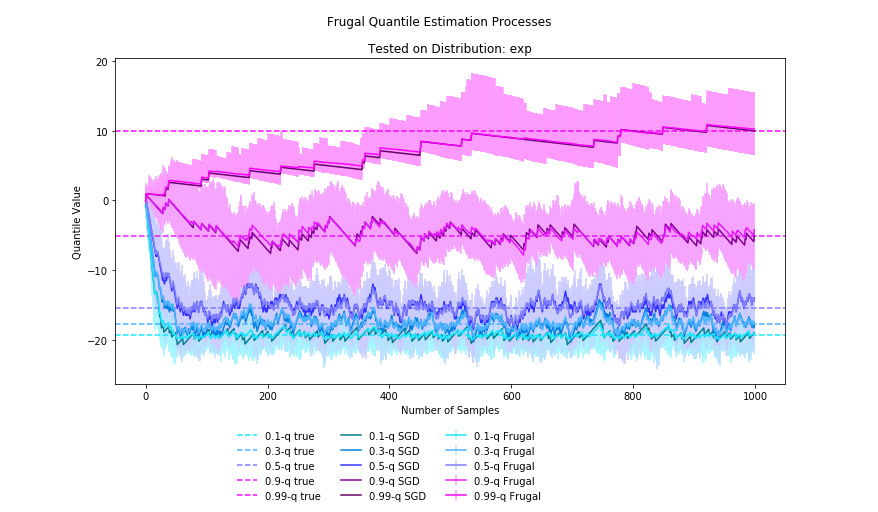 Frugal Quantile Estimation Processes
Tested on Distribution: exp
20
10
0
−10
−20
Quantile Value
0 200 400 600 800 1000
Number of Samples
0.1-q true 0.1-q SGD 0.1-q Frugal
0.3-q true 0.3-q SGD 0.3-q Frugal
0.5-q true 0.5-q SGD 0.5-q Frugal
0.9-q true 0.9-q SGD 0.9-q Frugal
0.99-q true 0.99-q SGD 0.99-q Frugal